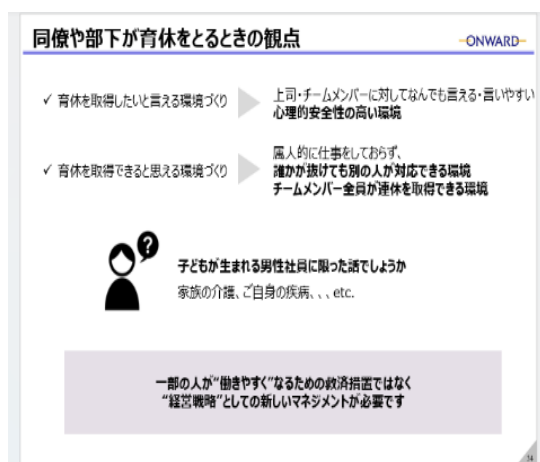 同僚や部下が育休をとるときの観点
-ONWARD-
✓ 育休を取得したいと言える環境づくり
上司・チームメンバーに対してなんでも言える・言いやすい
心理的安全性の高い環境
✓ 育休を取得できると思える環境づくり
属人的に仕事をしておらず、
誰かが抜けても別の人が対応できる環境
チームメンバー全員が連休を取得できる環境
?
子どもが生まれる男性社員に限った話でしょうか
家族の介護、ご自身の疾病、、、etc.
一部の人が“働きやすく”なるための救済措置ではなく
“経営戦略”としての新しいマネジメントが必要です